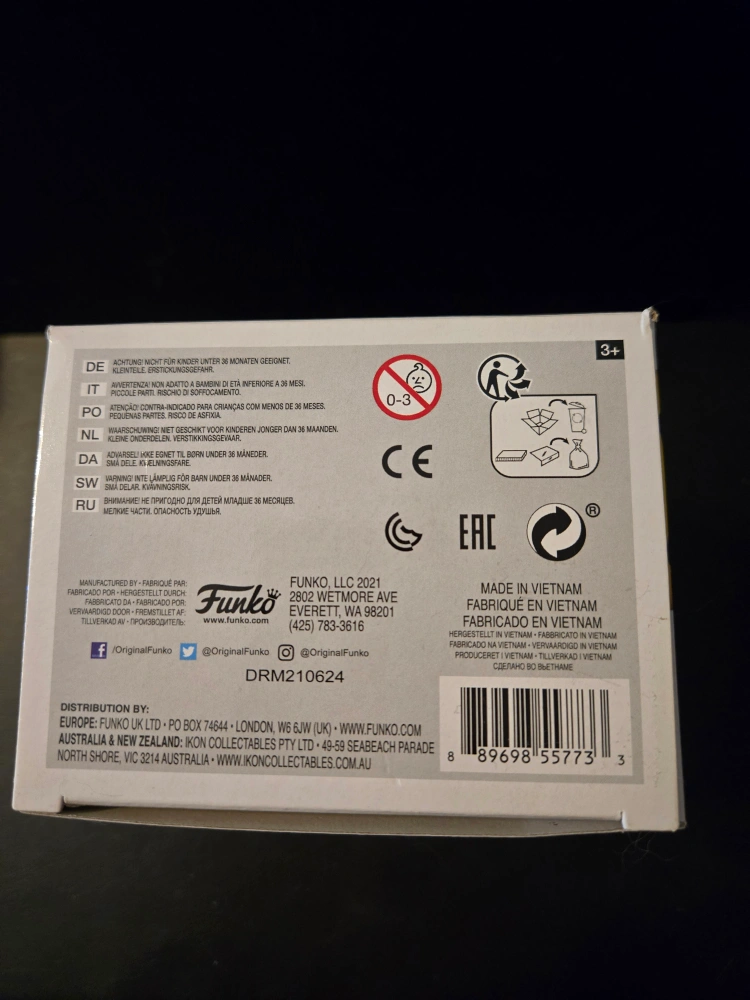 3+
DE ACHTUNG! NICHT FÜR KINDER UNTER 36 MONATEN GEEIGNET.
KLEINTEILE. ERSTICKUNGSGEFAHR.
IT AVVERTENZA! NON ADATTO A BAMBINI DI ETÀ INFERIORE A 36 MESI.
PICCOLE PARTI. RISCHIO DI SOFFOCAMENTO.
PO ATENÇÃO! CONTRA-INDICADO PARA CRIANÇAS COM MENOS DE 36 MESES.
PEQUENAS PARTES. RISCO DE ASFIXIA.
NL WAARSCHUWING! NIET GESCHIKT VOOR KINDEREN JONGER DAN 36 MAANDEN.
KLEINE ONDERDELEN. VERSTIKKINGSGEVAAR.
DA ADVARSEL! IKKE EGNET TIL BØRN UNDER 36 MÅNEDER.
SMÅ DELE. KVÆLNINGSFARE.
SW VARNING! INTE LÄMPLIG FÖR BARN UNDER 36 MÅNADER.
SMÅ DELAR. KVÄVNINGSRISK.
RU ВНИМАНИЕ! НЕ ПРИГОДНО ДЛЯ ДЕТЕЙ МЛАДШЕ 36 МЕСЯЦЕВ.
МЕЛКИЕ ЧАСТИ. ОПАСНОСТЬ УДУШЬЯ.
0-3
CE
EAC
®
MANUFACTURED BY • FABRIQUÉ PAR:
FABRICADO POR • HERGESTELLT DURCH:
FABBRICATO DA • FABRICADO POR:
VERVAARDIGD DOOR • FREMSTILLET AF:
TILLVERKAD AV • ПРОИЗВОДИТЕЛЬ:
Funko
www.funko.com
FUNKO, LLC 2021
2802 WETMORE AVE
EVERETT, WA 98201
(425) 783-3616
/OriginalFunko @OriginalFunko @OriginalFunko
DRM210624
MADE IN VIETNAM
FABRIQUÉ EN VIETNAM
FABRICADO EN VIETNAM
HERGESTELLT IN VIETNAM • FABBRICATO IN VIETNAM
FABRICADO NA VIETNAM • VERVAARDIGD IN VIETNAM
PRODUCERET I VIETNAM • TILLVERKAD I VIETNAM
СДЕЛАНО ВО ВЬЕТНАМЕ
DISTRIBUTION BY:
EUROPE: FUNKO UK LTD • PO BOX 74644 • LONDON, W6 6JW (UK) • WWW.FUNKO.COM
AUSTRALIA & NEW ZEALAND: IKON COLLECTABLES PTY LTD • 49-59 SEABEACH PARADE
NORTH SHORE, VIC 3214 AUSTRALIA • WWW.IKONCOLLECTABLES.COM.AU
8 89698 55773 3